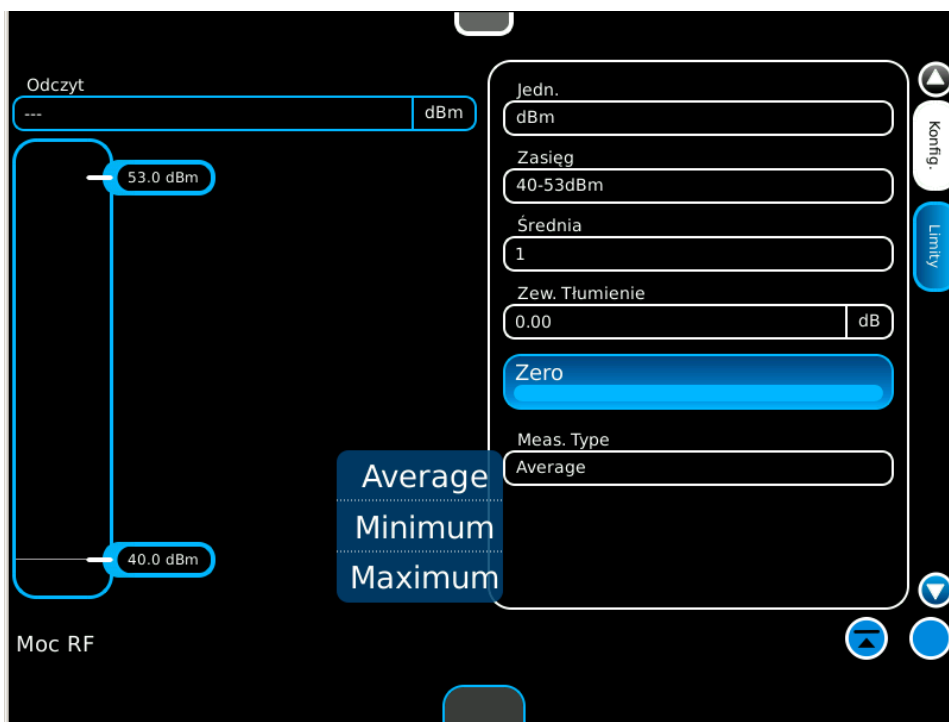 Odczyt
---
dBm
53.0 dBm
40.0 dBm
Moc RF
Jedn.
dBm
Zasięg
40-53dBm
Średnia
1
Zew. Tłumienie
0.00
dB
Zero
Meas. Type
Average
Average
Minimum
Maximum
Konfig.
Limity